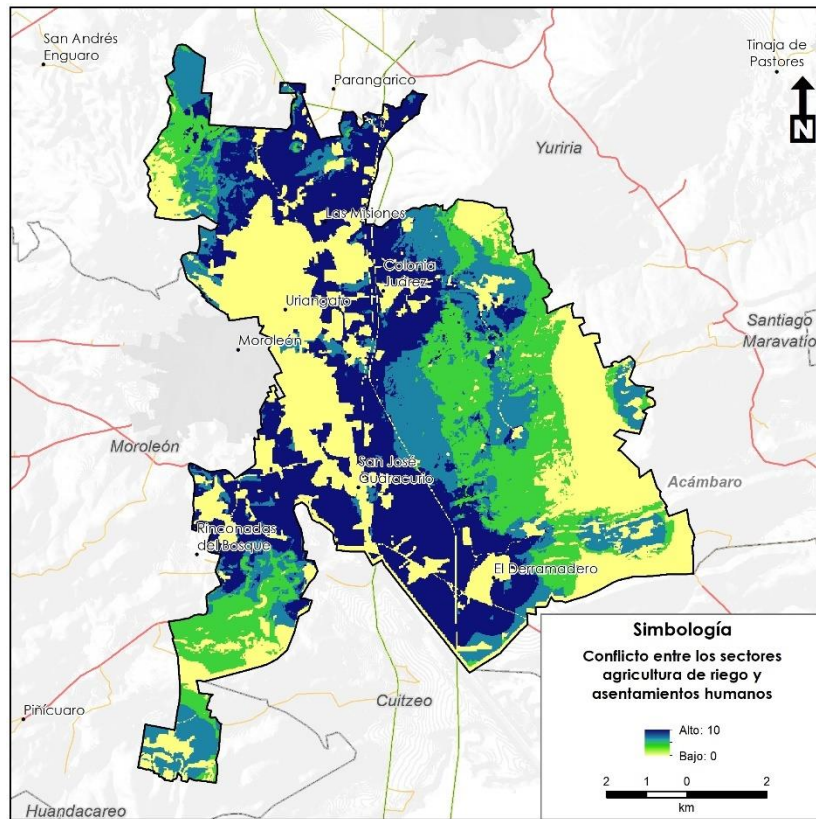 San Andrés
Enguaro
Parangarico
Tinaja de
Pastores
N
Yuriria
Las Misiones
Colonia
Juárez
Uriangato
Moroleón
Santiago
Maravatío
Moroleón
San José
Cuaracurio
Acámbaro
Rinconadas
del Bosque
El Derramadero
Piñícuaro
Cuitzeo
Huandacareo
Simbología
Conflicto entre los sectores
agricultura de riego y
asentamientos humanos
Alto: 10
Bajo: 0
2 1 0 2
km